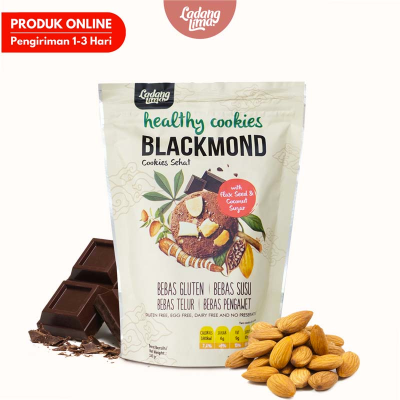 PRODUK ONLINE
Pengiriman 1-3 Hari
Ladang
Lima
Ladang
Lima
healthy cookies
BLACKMOND
Cookies Sehat
with
Flax Seed &
Coconut
Sugar
BEBAS GLUTEN | BEBAS SUSU
BEBAS TELUR | BEBAS PENGAWET
GLUTEN FREE, EGG FREE, DAIRY FREE AND NO PRESERVATIVES